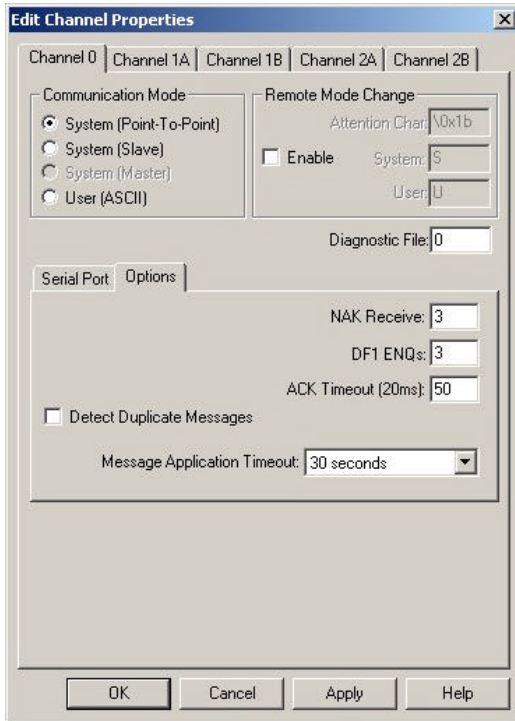 Edit Channel Properties
Channel 0 Channel 1A Channel 1B Channel 2A Channel 2B
Communication Mode
System (Point-To-Point)
System (Slave)
System (Master)
User (ASCII)
Remote Mode Change
Attention Char: \0x1b
Enable System: S
User: U
Diagnostic File: 0
Serial Port Options
NAK Receive: 3
DF1 ENQs: 3
ACK Timeout (20ms): 50
Detect Duplicate Messages
Message Application Timeout: 30 seconds
OK Cancel Apply Help